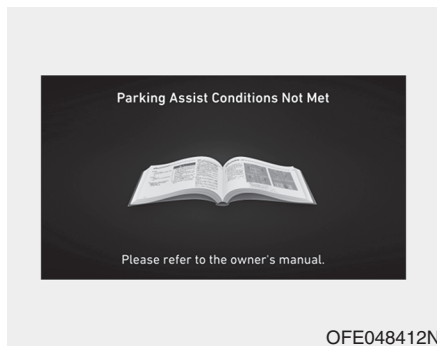 Parking Assist Conditions Not Met
Please refer to the owner's manual.
OFE048412N